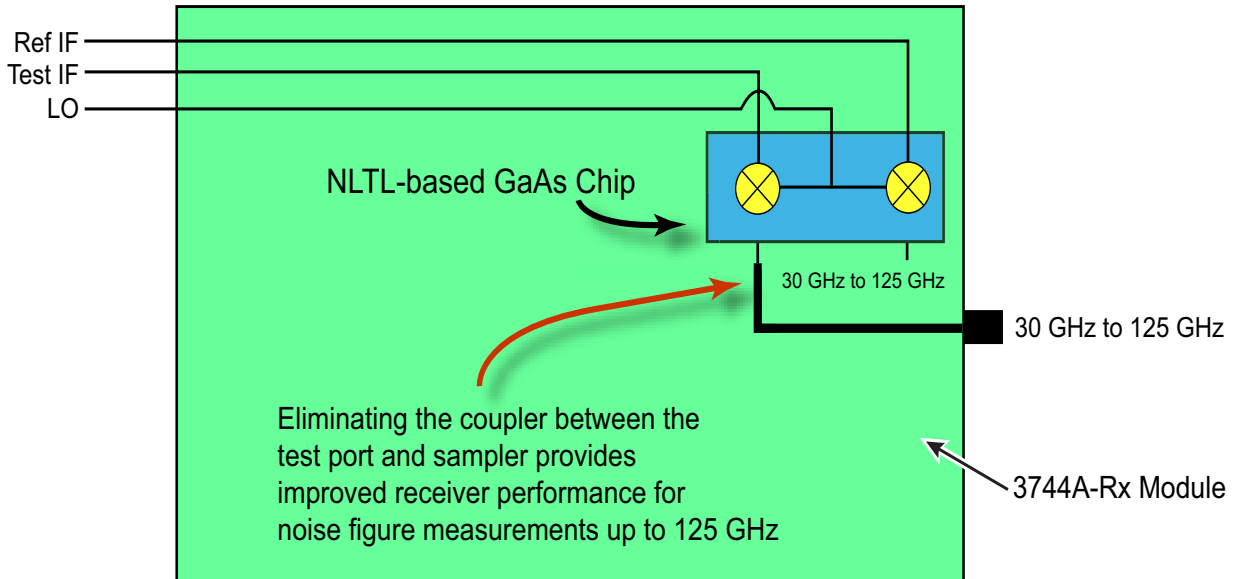 Ref IF
Test IF
LO
NLTL-based GaAs Chip
30 GHz to 125 GHz
30 GHz to 125 GHz
Eliminating the coupler between the
test port and sampler provides
improved receiver performance for
noise figure measurements up to 125 GHz
3744A-Rx Module